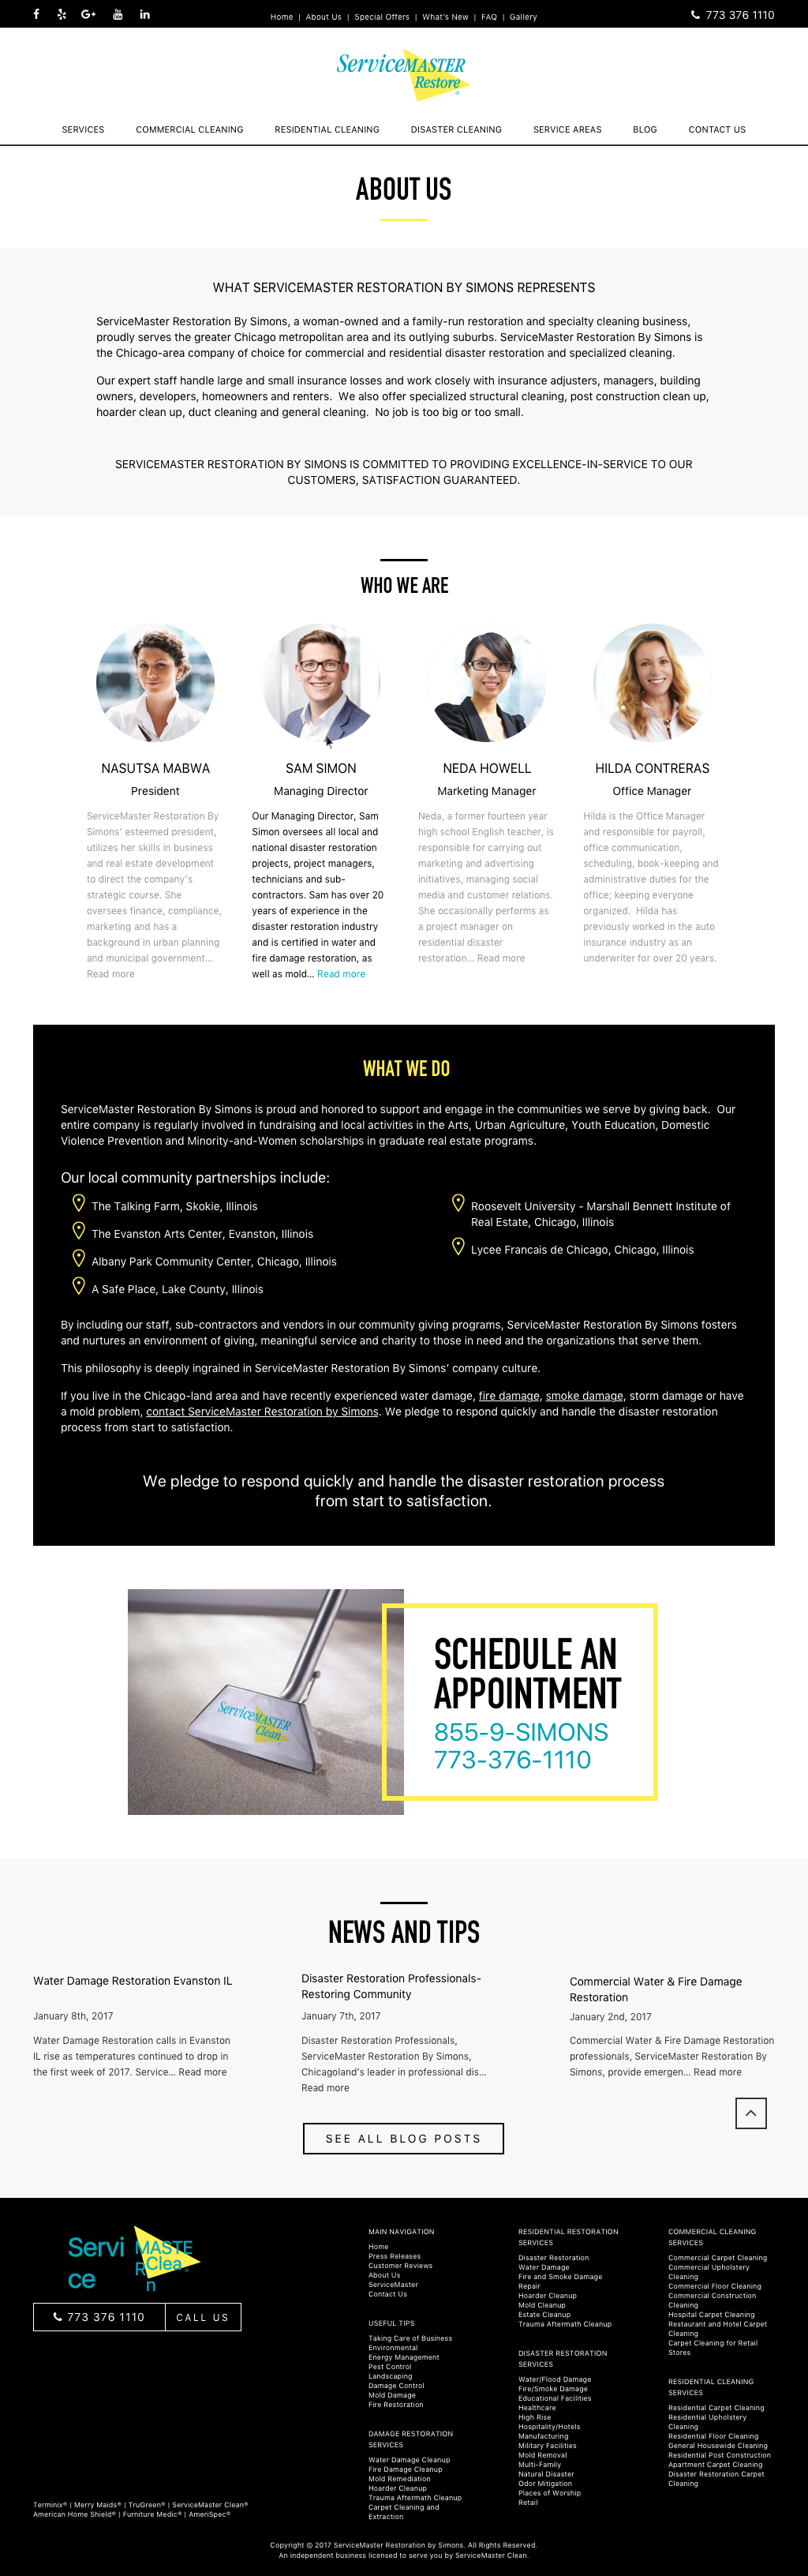 Home | About Us | Special Offers | What's New | FAQ | Gallery
773 376 1110
ServiceMASTER
Restore
SERVICES COMMERCIAL CLEANING RESIDENTIAL CLEANING DISASTER CLEANING SERVICE AREAS BLOG CONTACT US
ABOUT US
WHAT SERVICEMASTER RESTORATION BY SIMONS REPRESENTS
ServiceMaster Restoration By Simons, a woman-owned and a family-run restoration and specialty cleaning business,
proudly serves the greater Chicago metropolitan area and its outlying suburbs. ServiceMaster Restoration By Simons is
the Chicago-area company of choice for commercial and residential disaster restoration and specialized cleaning.
Our expert staff handle large and small insurance losses and work closely with insurance adjusters, managers, building
owners, developers, homeowners and renters. We also offer specialized structural cleaning, post construction clean up,
hoarder clean up, duct cleaning and general cleaning. No job is too big or too small.
SERVICEMASTER RESTORATION BY SIMONS IS COMMITTED TO PROVIDING EXCELLENCE-IN-SERVICE TO OUR
CUSTOMERS, SATISFACTION GUARANTEED.
WHO WE ARE
NASUTSA MABWA
President
ServiceMaster Restoration By
Simons' esteemed president,
utilizes her skills in business
and real estate development
to direct the company's
strategic course. She
oversees finance, compliance,
marketing and has a
background in urban planning
and municipal government...
Read more
SAM SIMON
Managing Director
Our Managing Director, Sam
Simon oversees all local and
national disaster restoration
projects, project managers,
technicians and sub-
contractors. Sam has over 20
years of experience in the
disaster restoration industry
and is certified in water and
fire damage restoration, as
well as mold... Read more
NEDA HOWELL
Marketing Manager
Neda, a former fourteen year
high school English teacher, is
responsible for carrying out
marketing and advertising
initiatives, managing social
media and customer relations.
She occasionally performs as
a project manager on
residential disaster
restoration... Read more
HILDA CONTRERAS
Office Manager
Hilda is the Office Manager
and responsible for payroll,
office communication,
scheduling, book-keeping and
administrative duties for the
office; keeping everyone
organized. Hilda has
previously worked in the auto
insurance industry as an
underwriter for over 20 years.
WHAT WE DO
ServiceMaster Restoration By Simons is proud and honored to support and engage in the communities we serve by giving back. Our
entire company is regularly involved in fundraising and local activities in the Arts, Urban Agriculture, Youth Education, Domestic
Violence Prevention and Minority-and-Women scholarships in graduate real estate programs.
Our local community partnerships include:
The Talking Farm, Skokie, Illinois
The Evanston Arts Center, Evanston, Illinois
Albany Park Community Center, Chicago, Illinois
A Safe Place, Lake County, Illinois
Roosevelt University - Marshall Bennett Institute of
Real Estate, Chicago, Illinois
Lycee Francais de Chicago, Chicago, Illinois
By including our staff, sub-contractors and vendors in our community giving programs, ServiceMaster Restoration By Simons fosters
and nurtures an environment of giving, meaningful service and charity to those in need and the organizations that serve them.
This philosophy is deeply ingrained in ServiceMaster Restoration By Simons' company culture.
If you live in the Chicago-land area and have recently experienced water damage, fire damage, smoke damage, storm damage or have
a mold problem, contact ServiceMaster Restoration by Simons. We pledge to respond quickly and handle the disaster restoration
process from start to satisfaction.
We pledge to respond quickly and handle the disaster restoration process
from start to satisfaction.
ServiceMASTER
Clean
SCHEDULE AN
APPOINTMENT
855-9-SIMONS
773-376-1110
NEWS AND TIPS
Water Damage Restoration Evanston IL
January 8th, 2017
Water Damage Restoration calls in Evanston
IL rise as temperatures continued to drop in
the first week of 2017. Service... Read more
Disaster Restoration Professionals-
Restoring Community
January 7th, 2017
Disaster Restoration Professionals,
ServiceMaster Restoration By Simons,
Chicagoland's leader in professional dis...
Read more
Commercial Water & Fire Damage
Restoration
January 2nd, 2017
Commercial Water & Fire Damage Restoration
professionals, ServiceMaster Restoration By
Simons, provide emergen... Read more
SEE ALL BLOG POSTS
Servi
ce
MASTE
R
Clea
n
773 376 1110 CALL US
Terminix® | Merry Maids® | TruGreen® | ServiceMaster Clean®
American Home Shield® | Furniture Medic® | AmeriSpec®
MAIN NAVIGATION
Home
Press Releases
Customer Reviews
About Us
ServiceMaster
Contact Us
USEFUL TIPS
Taking Care of Business
Environmental
Energy Management
Pest Control
Landscaping
Damage Control
Mold Damage
Fire Restoration
DAMAGE RESTORATION
SERVICES
Water Damage Cleanup
Fire Damage Cleanup
Mold Remediation
Hoarder Cleanup
Trauma Aftermath Cleanup
Carpet Cleaning and
Extraction
RESIDENTIAL RESTORATION
SERVICES
Disaster Restoration
Water Damage
Fire and Smoke Damage
Repair
Hoarder Cleanup
Mold Cleanup
Estate Cleanup
Trauma Aftermath Cleanup
DISASTER RESTORATION
SERVICES
Water/Flood Damage
Fire/Smoke Damage
Educational Facilities
Healthcare
High Rise
Hospitality/Hotels
Manufacturing
Military Facilities
Mold Removal
Multi-Family
Natural Disaster
Odor Mitigation
Places of Worship
Retail
COMMERCIAL CLEANING
SERVICES
Commercial Carpet Cleaning
Commercial Upholstery
Cleaning
Commercial Floor Cleaning
Commercial Construction
Cleaning
Hospital Carpet Cleaning
Restaurant and Hotel Carpet
Cleaning
Carpet Cleaning for Retail
Stores
RESIDENTIAL CLEANING
SERVICES
Residential Carpet Cleaning
Residential Upholstery
Cleaning
Residential Floor Cleaning
General Housewide Cleaning
Residential Post Construction
Apartment Carpet Cleaning
Disaster Restoration Carpet
Cleaning
Copyright © 2017 ServiceMaster Restoration by Simons. All Rights Reserved.
An independent business licensed to serve you by ServiceMaster Clean.